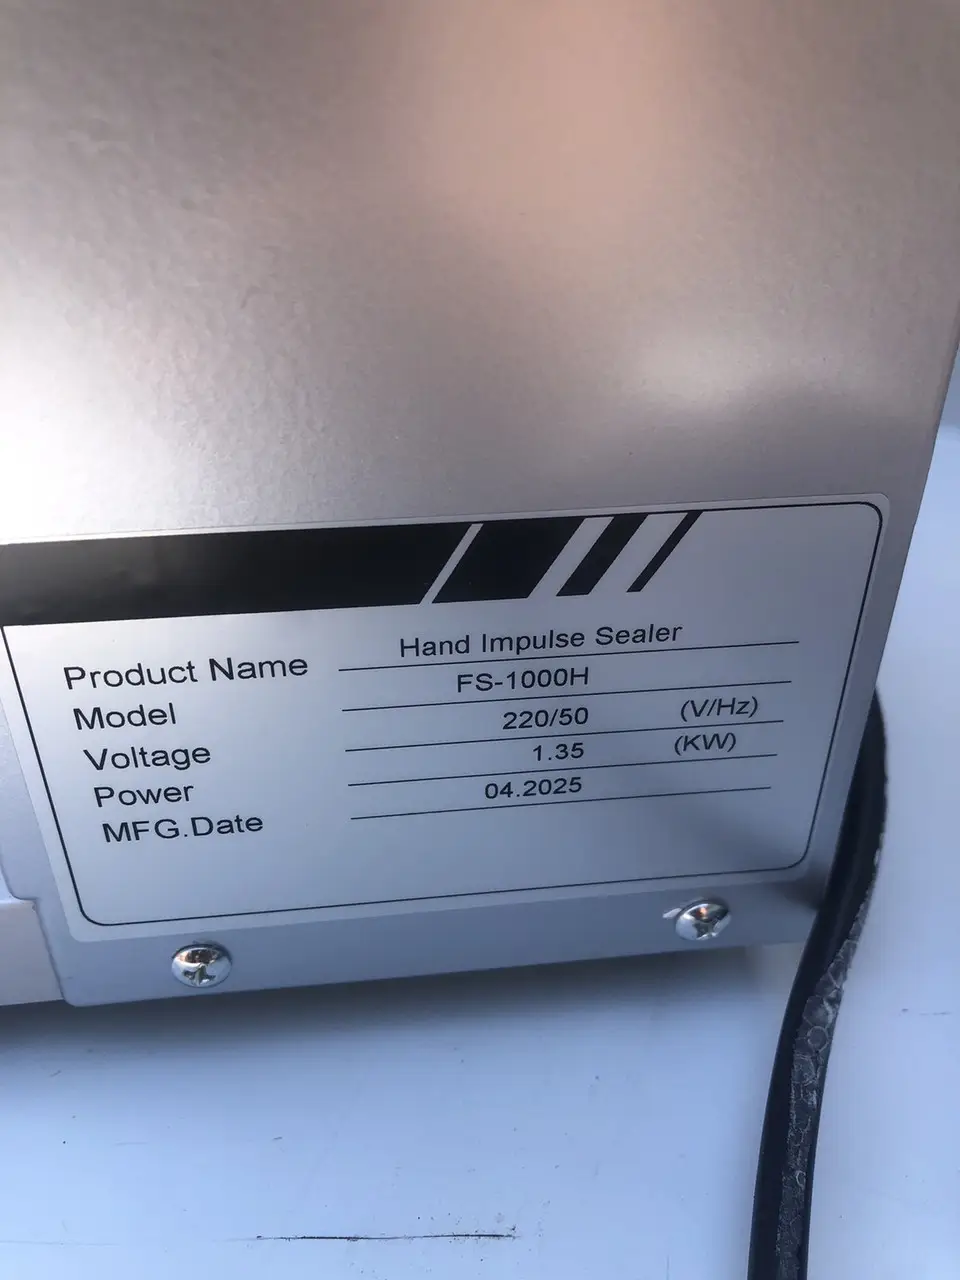 Product Name Hand Impulse Sealer
Model FS-1000H
Voltage 220/50 (V/Hz)
Power 1.35 (KW)
MFG.Date 04.2025